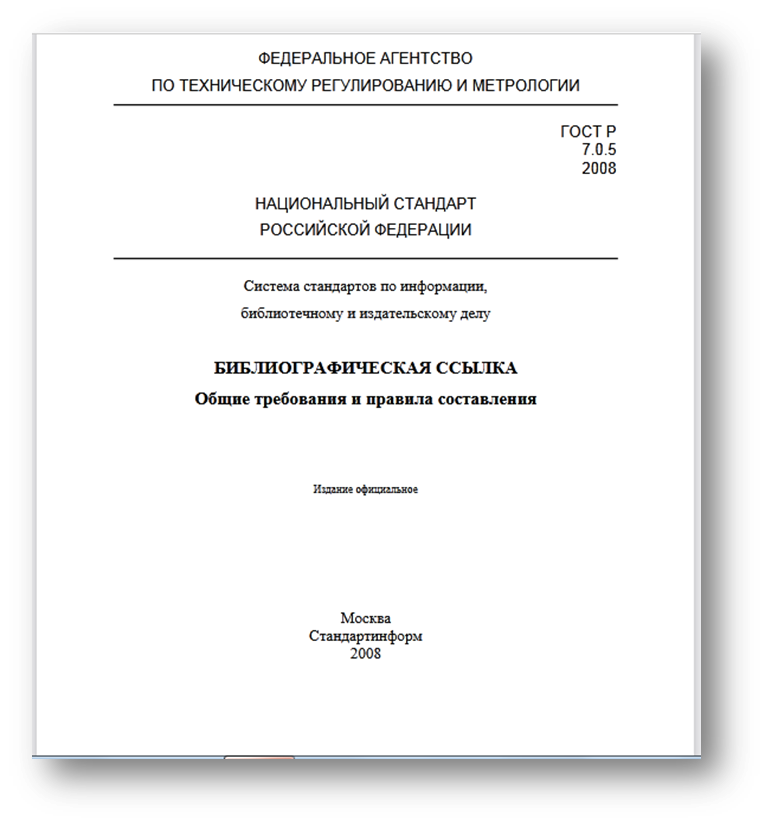 ФЕДЕРАЛЬНОЕ АГЕНТСТВО
ПО ТЕХНИЧЕСКОМУ РЕГУЛИРОВАНИЮ И МЕТРОЛОГИИ
ГОСТ Р
7.0.5
2008
НАЦИОНАЛЬНЫЙ СТАНДАРТ
РОССИЙСКОЙ ФЕДЕРАЦИИ
Система стандартов по информации,
библиотечному и издательскому делу
БИБЛИОГРАФИЧЕСКАЯ ССЫЛКА
Общие требования и правила составления
Издание официальное
Москва
Стандартинформ
2008